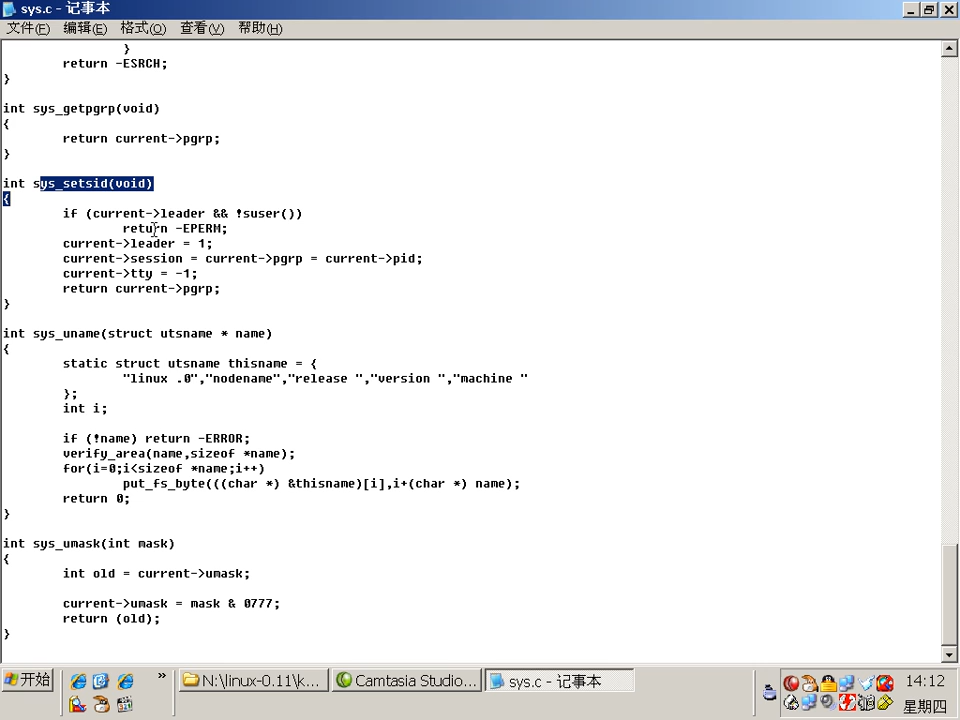 sys.c - 记事本
文件(F) 编辑(E) 格式(O) 查看(V) 帮助(H)
}
return -ESRCH;
}
int sys_getpgrp(void)
{
return current->pgrp;
}
int sys_setsid(void)
{
if (current->leader && !suser())
return -EPERM;
current->leader = 1;
current->session = current->pgrp = current->pid;
current->tty = -1;
return current->pgrp;
}
int sys_uname(struct utsname * name)
{
static struct utsname thisname = {
"linux .0","nodename","release ","version ","machine "
};
int i;
if (!name) return -ERROR;
verify_area(name,sizeof *name);
for(i=0;i<sizeof *name;i++)
put_fs_byte(((char *) &thisname)[i],i+(char *) name);
return 0;
}
int sys_umask(int mask)
{
int old = current->umask;
current->umask = mask & 0777;
return (old);
}
开始 » N:\linux-0.11\k... Camtasia Studio... sys.c - 记事本 14:12
星期四